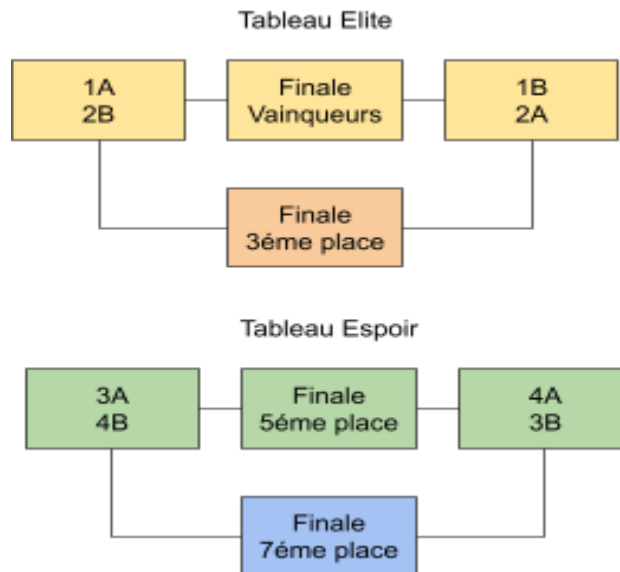 Tableau Elite
1A
2B
Finale
Vainqueurs
1B
2A
Finale
3éme place
Tableau Espoir
3A
4B
Finale
5éme place
4A
3B
Finale
7éme place